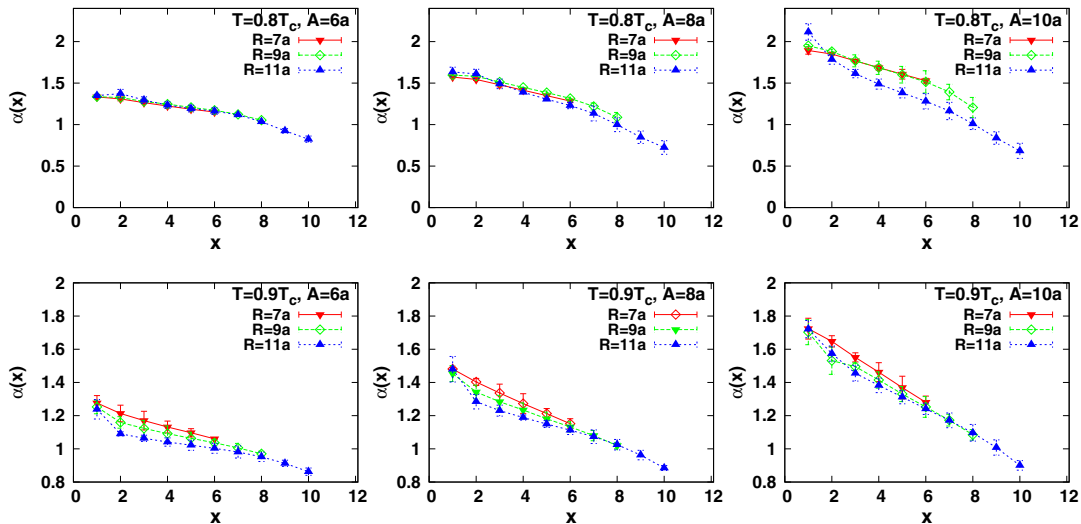 T=0.8T_c, A=6a
R=7a
R=9a
R=11a
α(x)
0
0.5
1
1.5
2
0 2 4 6 8 10 12
x
T=0.8T_c, A=8a
R=7a
R=9a
R=11a
α(x)
0
0.5
1
1.5
2
0 2 4 6 8 10 12
x
T=0.8T_c, A=10a
R=7a
R=9a
R=11a
α(x)
0
0.5
1
1.5
2
0 2 4 6 8 10 12
x
T=0.9T_c, A=6a
R=7a
R=9a
R=11a
α(x)
0.8
1
1.2
1.4
1.6
1.8
2
0 2 4 6 8 10 12
x
T=0.9T_c, A=8a
R=7a
R=9a
R=11a
α(x)
0.8
1
1.2
1.4
1.6
1.8
2
0 2 4 6 8 10 12
x
T=0.9T_c, A=10a
R=7a
R=9a
R=11a
α(x)
0.8
1
1.2
1.4
1.6
1.8
2
0 2 4 6 8 10 12
x